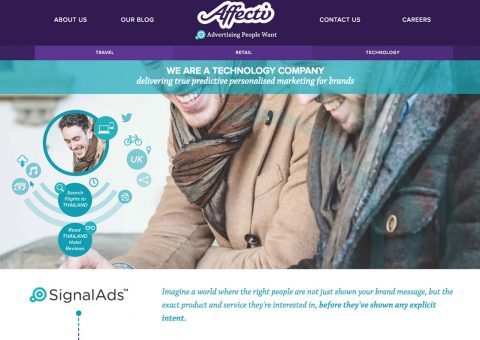 ABOUT US
OUR BLOG
Affecti
Advertising People Want
CONTACT US
CAREERS
TRAVEL
RETAIL
TECHNOLOGY
WE ARE A TECHNOLOGY COMPANY
delivering true predictive personalised marketing for brands
UK
Search
Flights to
THAILAND
Read
THAILAND
Hotel
Reviews
SignalAds™
Imagine a world where the right people are not just shown your brand message, but the
exact product and service they're interested in, before they've shown any explicit
intent.